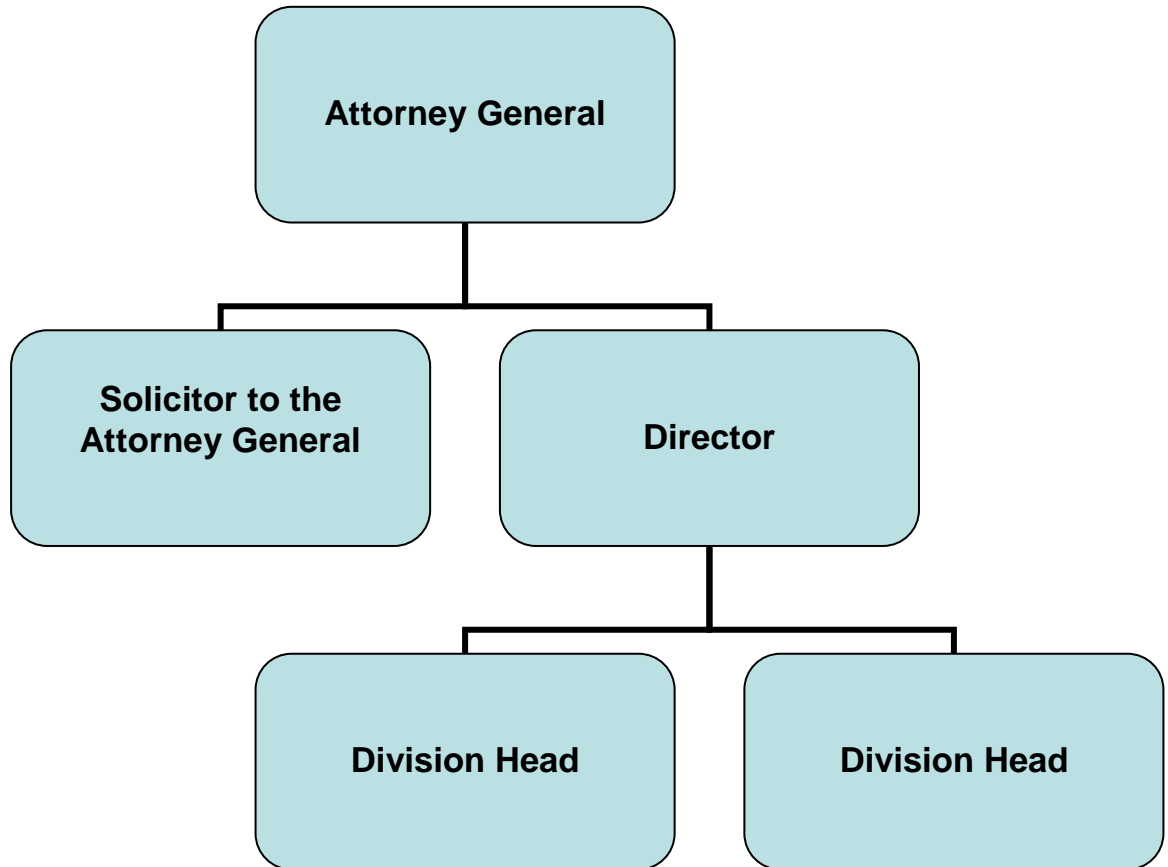 Attorney General
Solicitor to the
Attorney General
Director
Division Head
Division Head